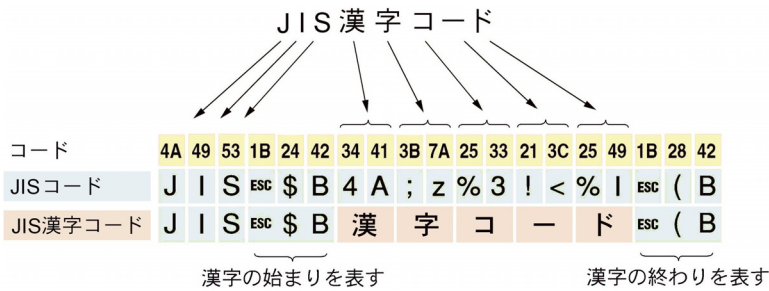 JIS漢字コード
コード 4A 49 53 1B 24 42 34 41 3B 7A 25 33 21 3C 25 49 1B 28 42
JISコード J I S ESC $ B 4 A ; z % 3 ! < % I ESC ( B
JIS漢字コード J I S ESC $ B 漢 字 コ ー ド ESC ( B
漢字の始まりを表す 漢字の終わりを表す